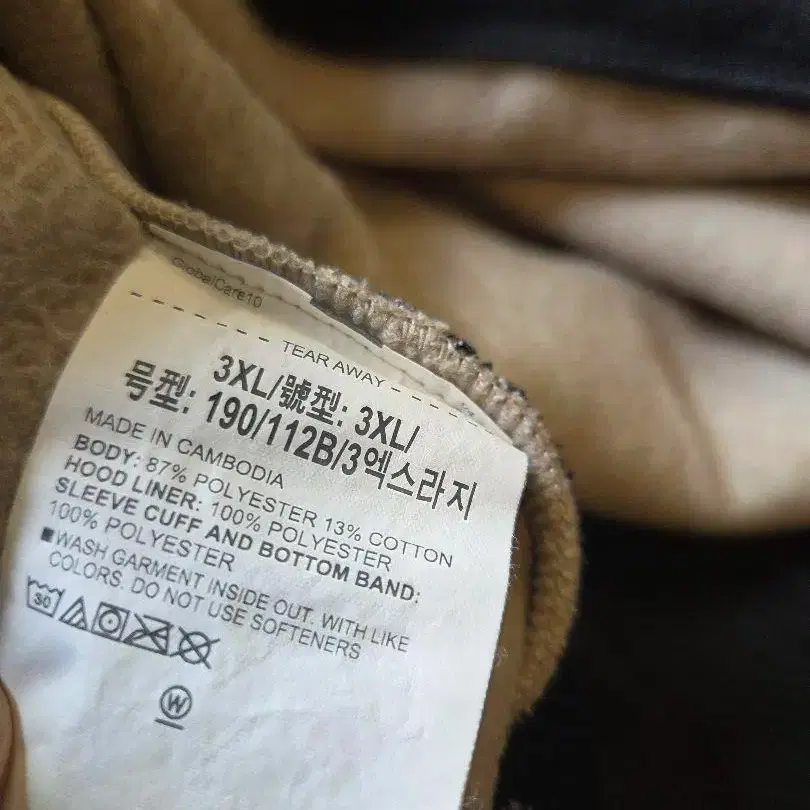 GlobalCare10
TEAR AWAY
3XL/號型: 3XL/
号型: 190/112B/3엑스라지
MADE IN CAMBODIA
BODY: 87% POLYESTER 13% COTTON
HOOD LINER: 100% POLYESTER
SLEEVE CUFF AND BOTTOM BAND:
100% POLYESTER
■WASH GARMENT INSIDE OUT. WITH LIKE
COLORS. DO NOT USE SOFTENERS
30
W